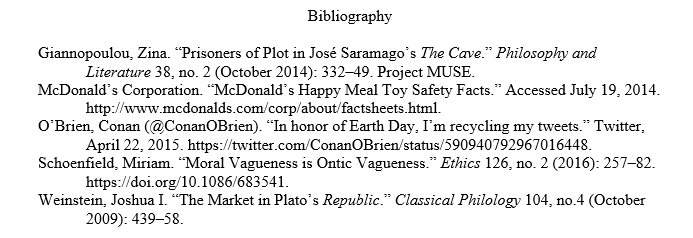 Bibliography
Giannopoulou, Zina. “Prisoners of Plot in José Saramago’s The Cave.” Philosophy and
Literature 38, no. 2 (October 2014): 332–49. Project MUSE.
McDonald’s Corporation. “McDonald’s Happy Meal Toy Safety Facts.” Accessed July 19, 2014.
http://www.mcdonalds.com/corp/about/factsheets.html.
O’Brien, Conan (@ConanOBrien). “In honor of Earth Day, I’m recycling my tweets.” Twitter,
April 22, 2015. https://twitter.com/ConanOBrien/status/590940792967016448.
Schoenfield, Miriam. “Moral Vagueness is Ontic Vagueness.” Ethics 126, no. 2 (2016): 257–82.
https://doi.org/10.1086/683541.
Weinstein, Joshua I. “The Market in Plato’s Republic.” Classical Philology 104, no.4 (October
2009): 439–58.